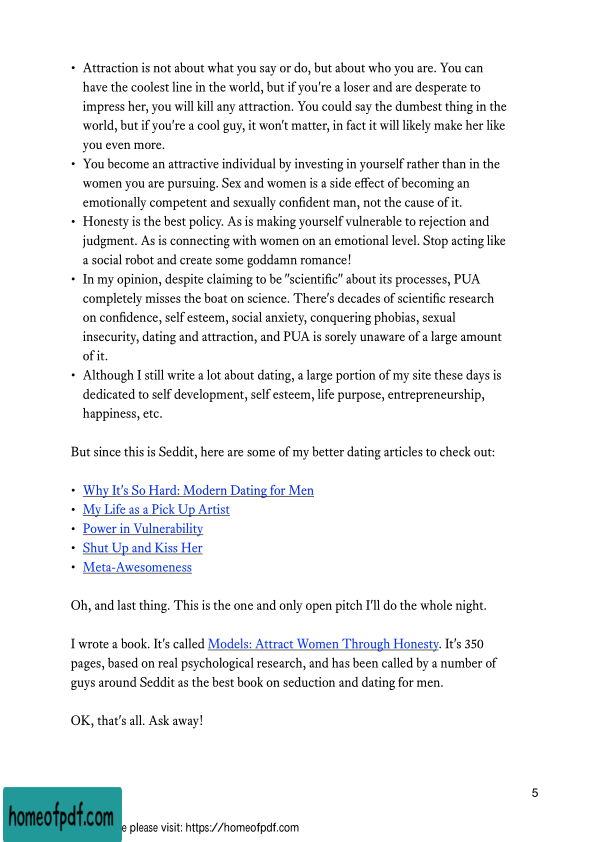 • Attraction is not about what you say or do, but about who you are. You can
have the coolest line in the world, but if you're a loser and are desperate to
impress her, you will kill any attraction. You could say the dumbest thing in the
world, but if you're a cool guy, it won't matter, in fact it will likely make her like
you even more.
• You become an attractive individual by investing in yourself rather than in the
women you are pursuing. Sex and women is a side effect of becoming an
emotionally competent and sexually confident man, not the cause of it.
• Honesty is the best policy. As is making yourself vulnerable to rejection and
judgment. As is connecting with women on an emotional level. Stop acting like
a social robot and create some goddamn romance!
• In my opinion, despite claiming to be "scientific" about its processes, PUA
completely misses the boat on science. There's decades of scientific research
on confidence, self esteem, social anxiety, conquering phobias, sexual
insecurity, dating and attraction, and PUA is sorely unaware of a large amount
of it.
• Although I still write a lot about dating, a large portion of my site these days is
dedicated to self development, self esteem, life purpose, entrepreneurship,
happiness, etc.
But since this is Seddit, here are some of my better dating articles to check out:
• Why It's So Hard: Modern Dating for Men
• My Life as a Pick Up Artist
• Power in Vulnerability
• Shut Up and Kiss Her
• Meta-Awesomeness
Oh, and last thing. This is the one and only open pitch I'll do the whole night.
I wrote a book. It's called Models: Attract Women Through Honesty. It's 350
pages, based on real psychological research, and has been called by a number of
guys around Seddit as the best book on seduction and dating for men.
OK, that's all. Ask away!
5
homeofpdf.com
e please visit: https://homeofpdf.com